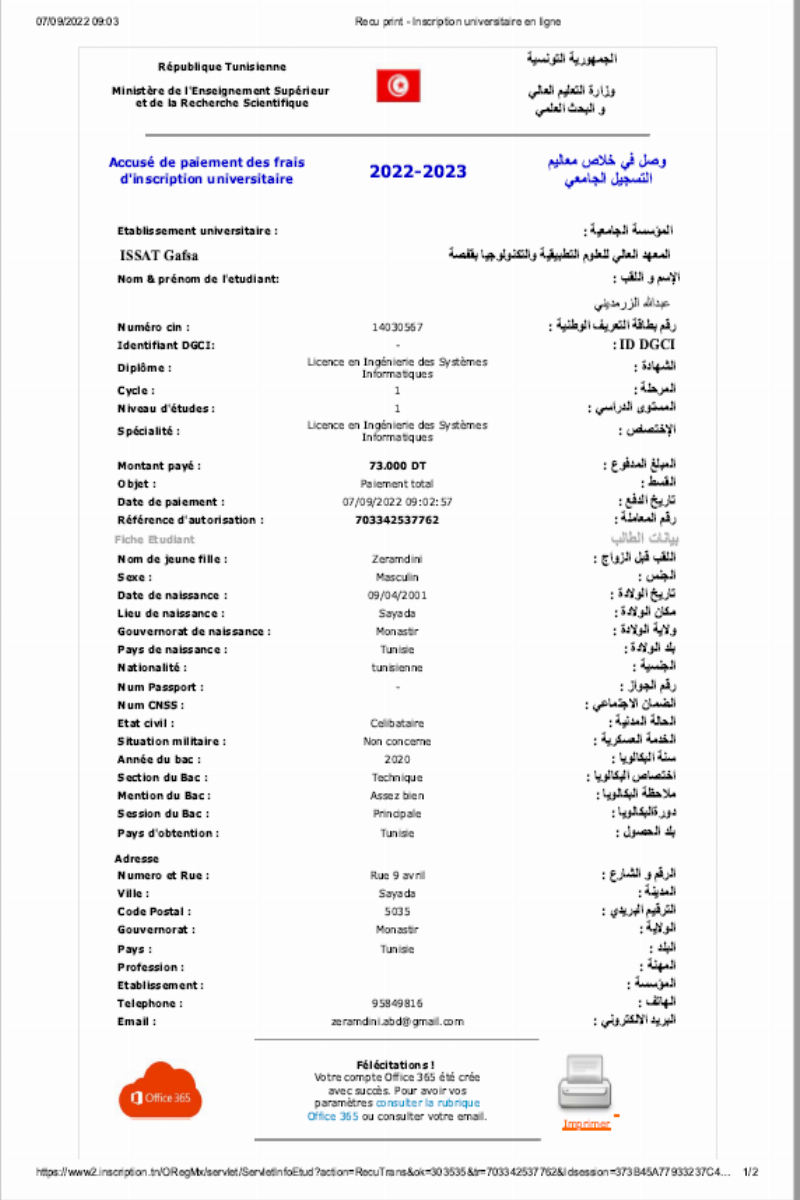 07/09/2022 09:03 Recu print - Inscription universitaire en ligne
République Tunisienne الجمهورية التونسية
Ministère de l'Enseignement Supérieur وزارة التعليم العالي
et de la Recherche Scientifique و البحث العلمي
Accusé de paiement des frais 2022-2023 وصل في خلاص معاليم
d'inscription universitaire التسجيل الجامعي
Etablissement universitaire : المؤسسة الجامعية :
ISSAT Gafsa المعهد العالي للعلوم التطبيقية والتكنولوجيا بقفصة
Nom & prénom de l'etudiant: الإسم و اللقب :
عبدالله الزرمديني
Numéro cin : 14030567 رقم بطاقة التعريف الوطنية :
Identifiant DGCI: - ID DGCI :
Diplôme : Licence en Ingénierie des Systèmes الشهادة :
Informatiques
Cycle : 1 المرحلة :
Niveau d'études : 1 المستوى الدراسي :
Spécialité : Licence en Ingénierie des Systèmes الإختصاص :
Informatiques
Montant payé : 73.000 DT المبلغ المدفوع :
Objet : Paiement total القسط :
Date de paiement : 07/09/2022 09:02:57 تاريخ الدفع :
Référence d'autorisation : 703342537762 رقم المعاملة :
Fiche Etudiant بيانات الطالب
Nom de jeune fille : Zeramdini اللقب قبل الزواج :
Sexe : Masculin الجنس :
Date de naissance : 09/04/2001 تاريخ الولادة :
Lieu de naissance : Sayada مكان الولادة :
Gouvernorat de naissance : Monastir ولاية الولادة :
Pays de naissance : Tunisie بلد الولادة :
Nationalité : tunisienne الجنسية :
Num Passport : - رقم الجواز :
Num CNSS : الضمان الاجتماعي :
Etat civil : Celibataire الحالة المدنية :
Situation militaire : Non concerne الخدمة العسكرية :
Année du bac : 2020 سنة البكالوريا :
Section du Bac : Technique اختصاص البكالوريا :
Mention du Bac : Assez bien ملاحظة البكالوريا :
Session du Bac : Principale دورةالبكالوريا :
Pays d'obtention : Tunisie بلد الحصول :
Adresse
Numero et Rue : Rue 9 avril الرقم و الشارع :
Ville : Sayada المدينة :
Code Postal : 5035 الترقيم البريدي :
Gouvernorat : Monastir الولاية :
Pays : Tunisie البلد :
Profession : المهنة :
Etablissement : المؤسسة :
Telephone : 95849816 الهاتف :
Email : zeramdini.abd@gmail.com البريد الالكتروني :
Félécitations !
Votre compte Office 365 été crée
avec succès. Pour avoir vos
paramètres consulter la rubrique
Office 365 ou consulter votre email.
Office 365
Imprimer
https://www2.inscription.tn/ORegMx/servlet/ServletInfoEtud?action=RecuTrans&ok=303535&tr=703342537762&idsession=373B45A77933237C4... 1/2